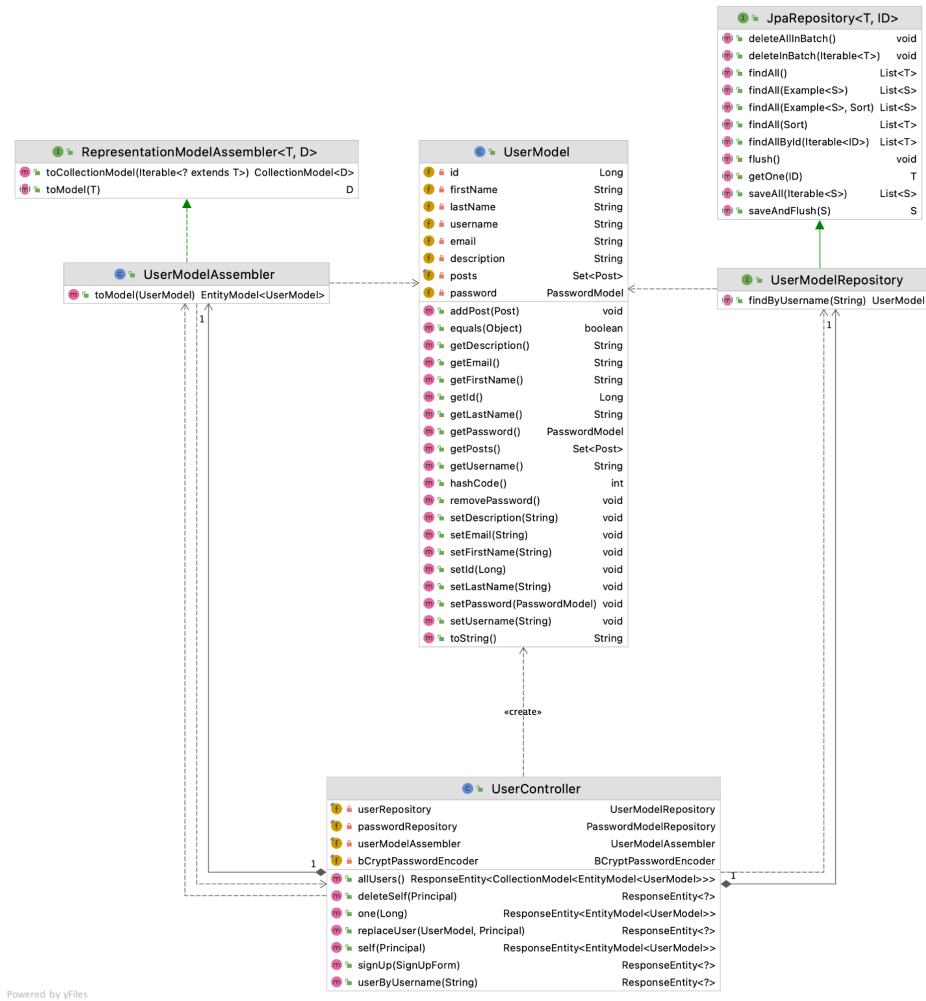 JpaRepository<T, ID>
deleteAllInBatch() void
deleteInBatch(Iterable<T>) void
findAll() List<T>
findAll(Example<S>) List<S>
findAll(Example<S>, Sort) List<S>
findAll(Sort) List<T>
findAllById(Iterable<ID>) List<T>
flush() void
getOne(ID) T
saveAll(Iterable<S>) List<S>
saveAndFlush(S) S
RepresentationModelAssembler<T, D>
toCollectionModel(Iterable<? extends T>) CollectionModel<D>
toModel(T) D
UserModel
id Long
firstName String
lastName String
username String
email String
description String
posts Set<Post>
password PasswordModel
addPost(Post) void
equals(Object) boolean
getDescription() String
getEmail() String
getFirstName() String
getId() Long
getLastName() String
getPassword() PasswordModel
getPosts() Set<Post>
getUsername() String
hashCode() int
removePassword() void
setDescription(String) void
setEmail(String) void
setFirstName(String) void
setId(Long) void
setLastName(String) void
setPassword(PasswordModel) void
setUsername(String) void
toString() String
UserModelAssembler
toModel(UserModel) EntityModel<UserModel>
1
UserModelRepository
findByUsername(String) UserModel
1
«create»
UserController
userRepository UserModelRepository
passwordRepository PasswordModelRepository
userModelAssembler UserModelAssembler
bCryptPasswordEncoder BCryptPasswordEncoder
allUsers() ResponseEntity<CollectionModel<EntityModel<UserModel>>>
deleteSelf(Principal) ResponseEntity<?>
one(Long) ResponseEntity<EntityModel<UserModel>>
replaceUser(UserModel, Principal) ResponseEntity<?>
self(Principal) ResponseEntity<EntityModel<UserModel>>
signUp(SignUpForm) ResponseEntity<?>
userByUsername(String) ResponseEntity<?>
1
1
Powered by yFiles